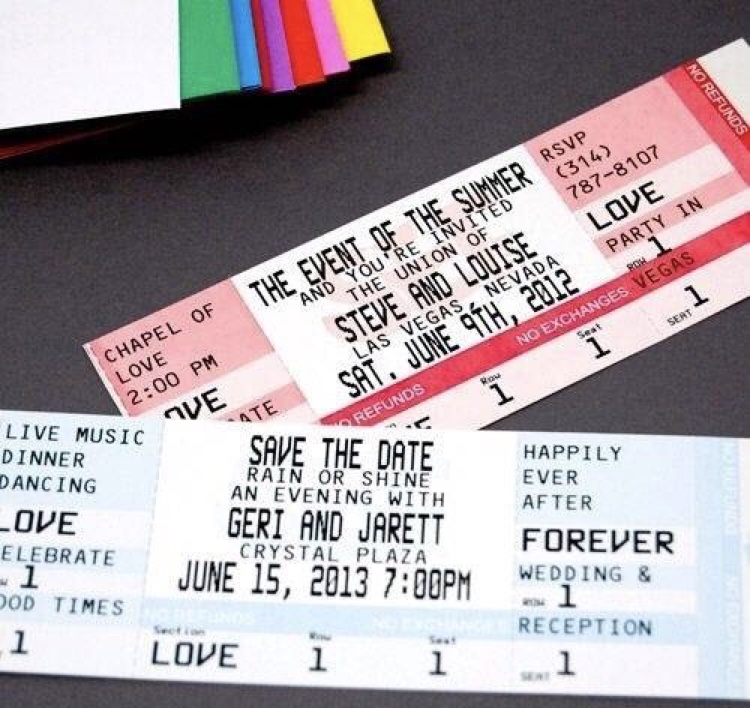 CHAPEL OF
LOVE
2:00 PM
THE EVENT OF THE SUMMER
AND YOU'RE INVITED
THE UNION OF
STEVE AND LOUISE
LAS VEGAS, NEVADA
SAT, JUNE 9TH, 2012
NO REFUNDS
NO EXCHANGES
Row
1
Seat
1
RSVP
(314)
787-8107
LOVE
PARTY IN
ROW 1
VEGAS
SEAT 1
NO REFUNDS
LIVE MUSIC
DINNER
DANCING
LOVE
ELEBRATE
1
OOD TIMES
1
SAVE THE DATE
RAIN OR SHINE
AN EVENING WITH
GERI AND JARETT
CRYSTAL PLAZA
JUNE 15, 2013 7:00PM
NO REFUNDS
NO EXCHANGES
Section
LOVE
Row
1
Seat
1
HAPPILY
EVER
AFTER
FOREVER
WEDDING &
ROW 1
RECEPTION
SEAT 1